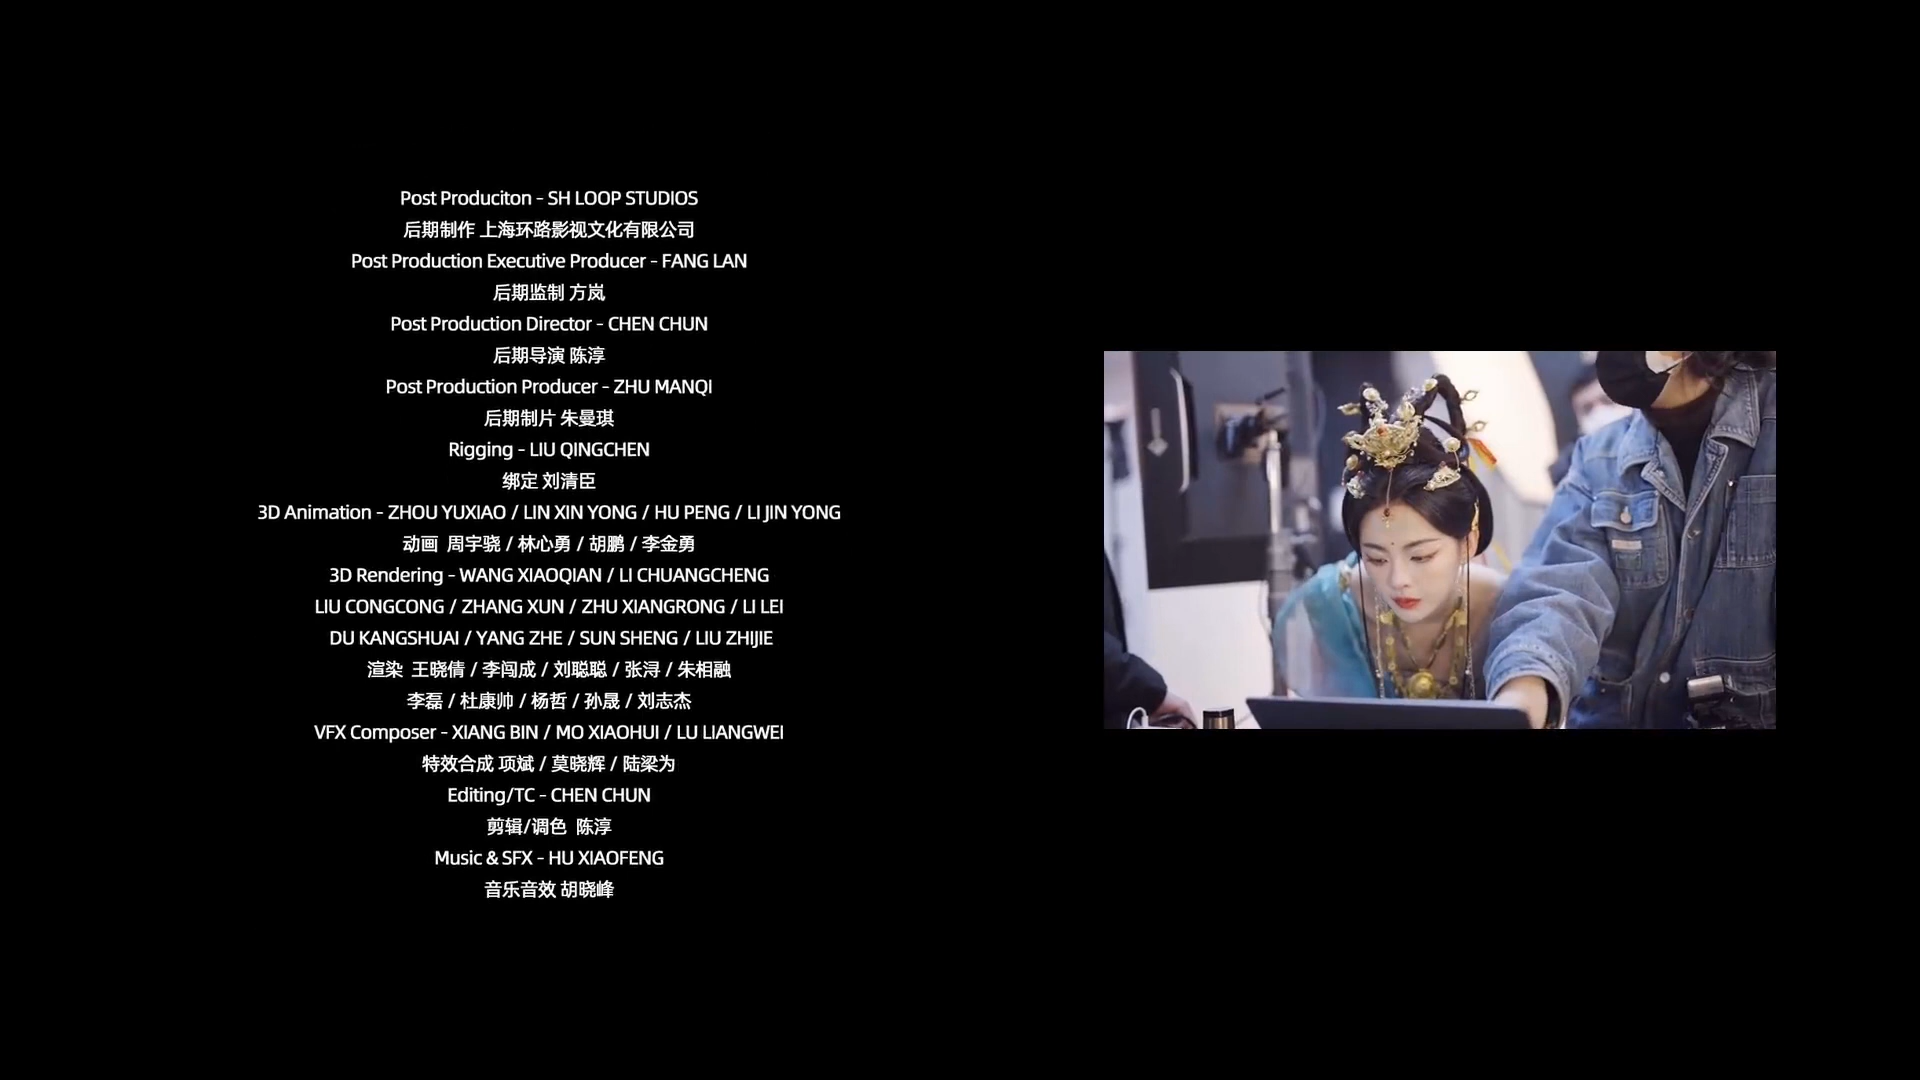 Post Produciton - SH LOOP STUDIOS
后期制作 上海环路影视文化有限公司
Post Production Executive Producer - FANG LAN
后期监制 方岚
Post Production Director - CHEN CHUN
后期导演 陈淳
Post Production Producer - ZHU MANQI
后期制片 朱曼琪
Rigging - LIU QINGCHEN
绑定 刘清臣
3D Animation - ZHOU YUXIAO / LIN XIN YONG / HU PENG / LI JIN YONG
动画 周宇骁 / 林心勇 / 胡鹏 / 李金勇
3D Rendering - WANG XIAOQIAN / LI CHUANGCHENG
LIU CONGCONG / ZHANG XUN / ZHU XIANGRONG / LI LEI
DU KANGSHUAI / YANG ZHE / SUN SHENG / LIU ZHIJIE
渲染 王晓倩 / 李闯成 / 刘聪聪 / 张浔 / 朱相融
李磊 / 杜康帅 / 杨哲 / 孙晟 / 刘志杰
VFX Composer - XIANG BIN / MO XIAOHUI / LU LIANGWEI
特效合成 项斌 / 莫晓辉 / 陆梁为
Editing/TC - CHEN CHUN
剪辑/调色 陈淳
Music & SFX - HU XIAOFENG
音乐音效 胡晓峰